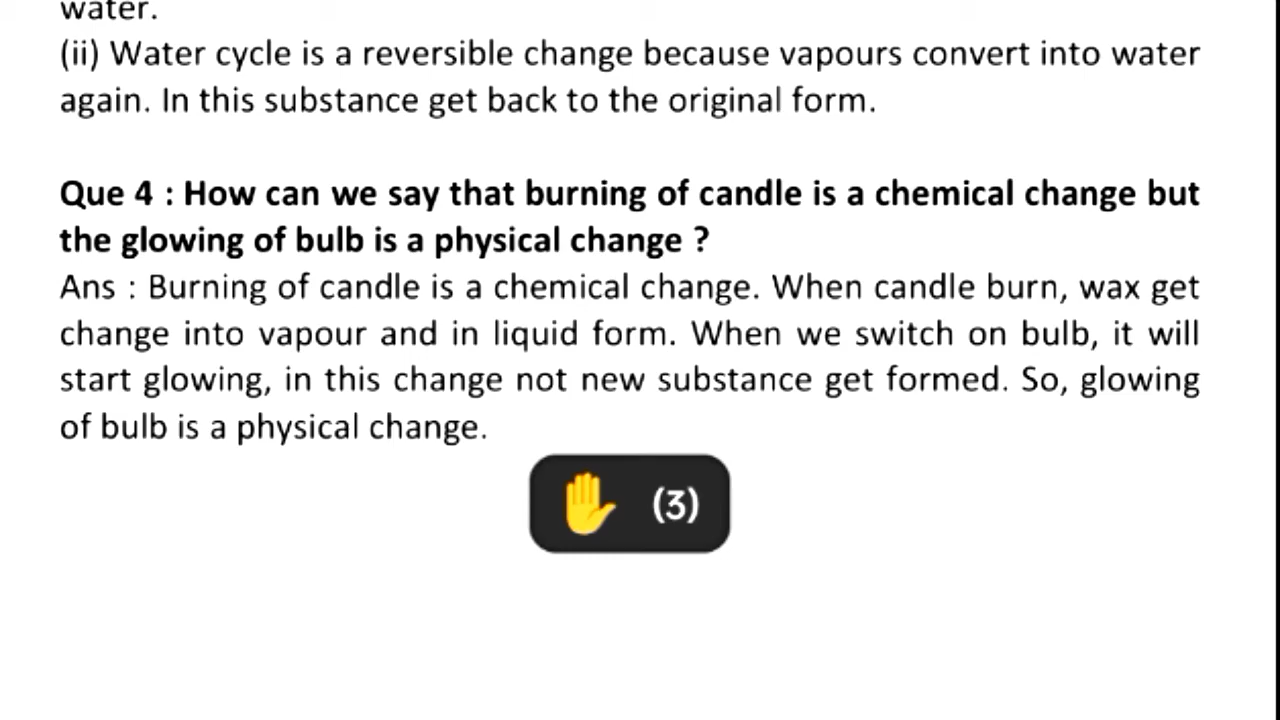 water.
(ii) Water cycle is a reversible change because vapours convert into water
again. In this substance get back to the original form.
Que 4 : How can we say that burning of candle is a chemical change but
the glowing of bulb is a physical change ?
Ans : Burning of candle is a chemical change. When candle burn, wax get
change into vapour and in liquid form. When we switch on bulb, it will
start glowing, in this change not new substance get formed. So, glowing
of bulb is a physical change.
(3)